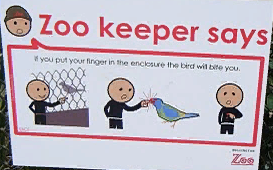 Zoo keeper says
If you put your finger in the enclosure the bird will bite you.
Zoo